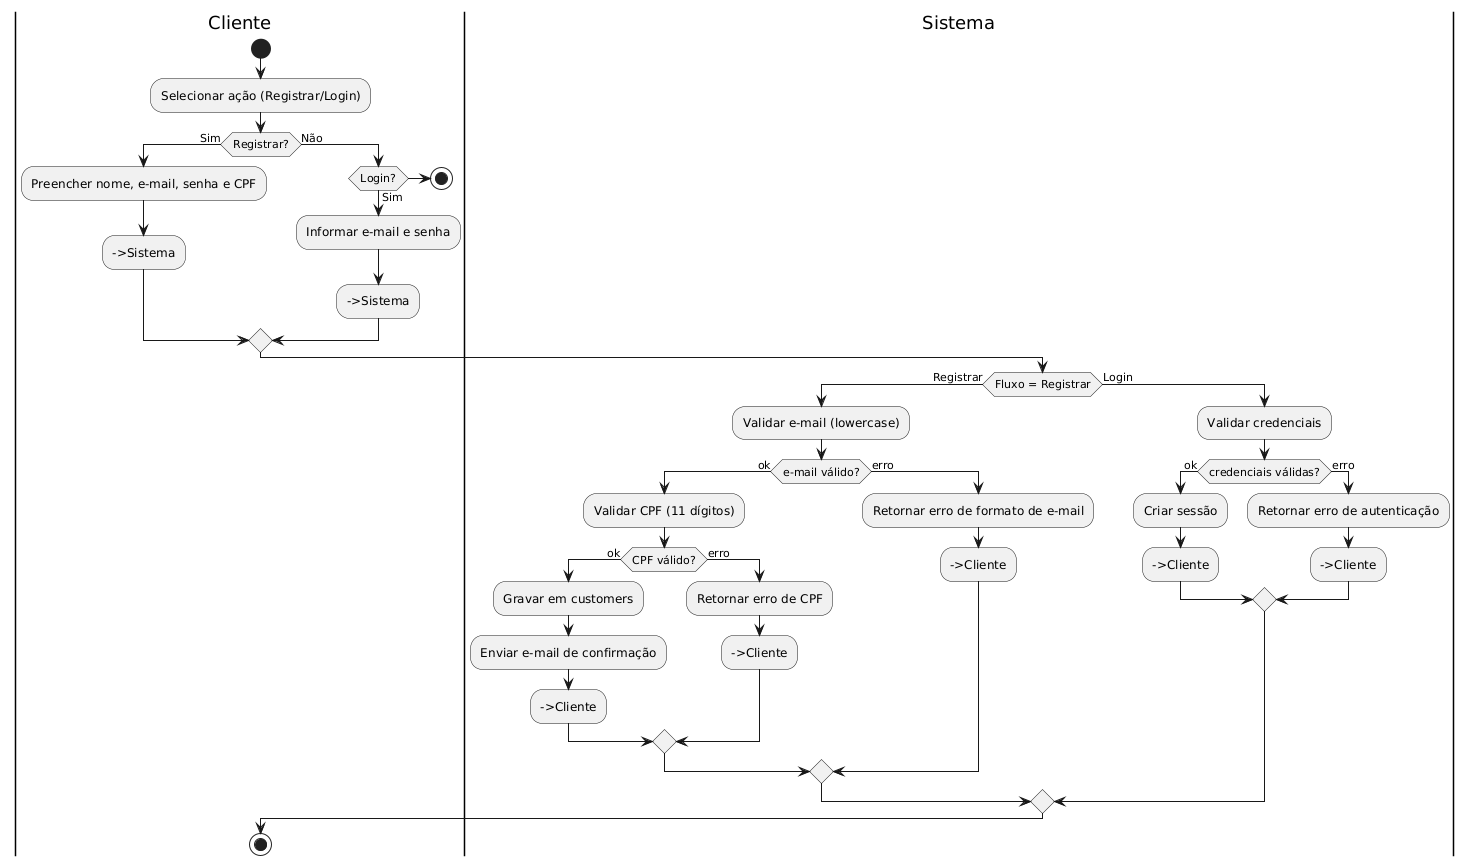 Cliente
Sistema
Selecionar ação (Registrar/Login)
Sim
Registrar?
Não
Preencher nome, e-mail, senha e CPF
Login?
Sim
Informar e-mail e senha
->Sistema
->Sistema
Registrar
Fluxo = Registrar
Login
Validar e-mail (lowercase)
Validar credenciais
ok
e-mail válido?
erro
ok
credenciais válidas?
erro
Validar CPF (11 dígitos)
Retornar erro de formato de e-mail
Criar sessão
Retornar erro de autenticação
ok
CPF válido?
erro
->Cliente
->Cliente
->Cliente
Gravar em customers
Retornar erro de CPF
Enviar e-mail de confirmação
->Cliente
->Cliente